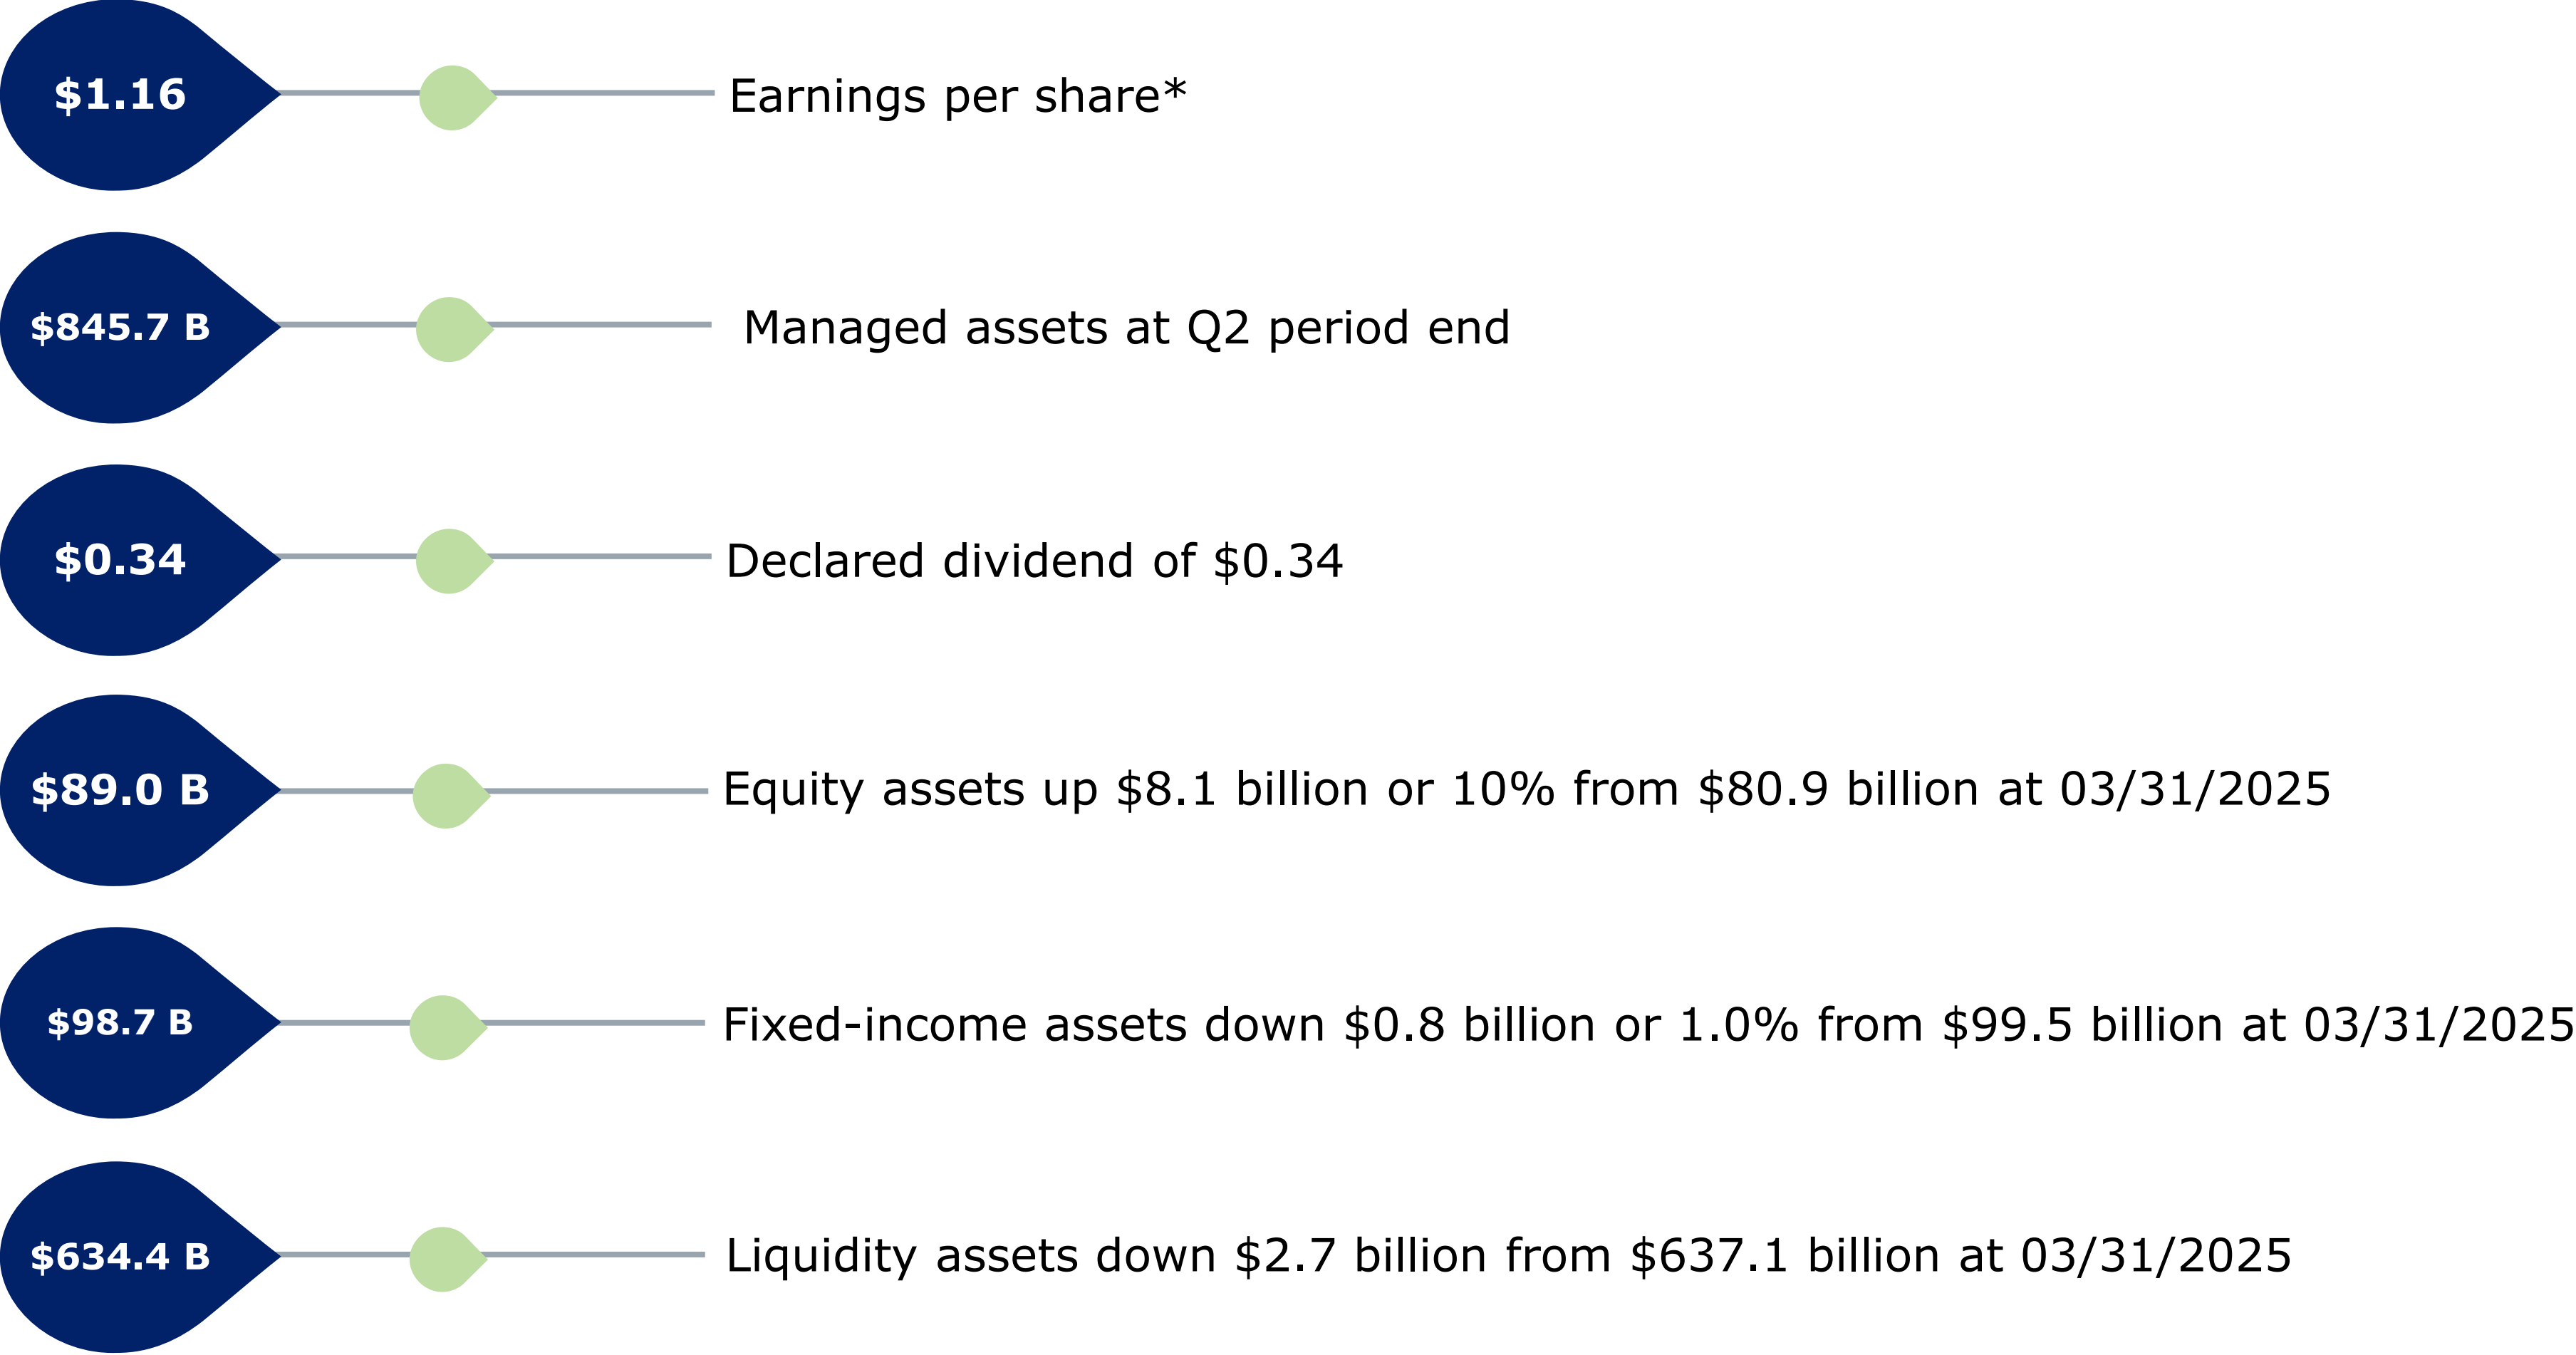 $1.16
Earnings per share*
$845.7 B
Managed assets at Q2 period end
$0.34
Declared dividend of $0.34
$89.0 B
Equity assets up $8.1 billion or 10% from $80.9 billion at 03/31/2025
$98.7 B
Fixed-income assets down $0.8 billion or 1.0% from $99.5 billion at 03/31/2025
$634.4 B
Liquidity assets down $2.7 billion from $637.1 billion at 03/31/2025